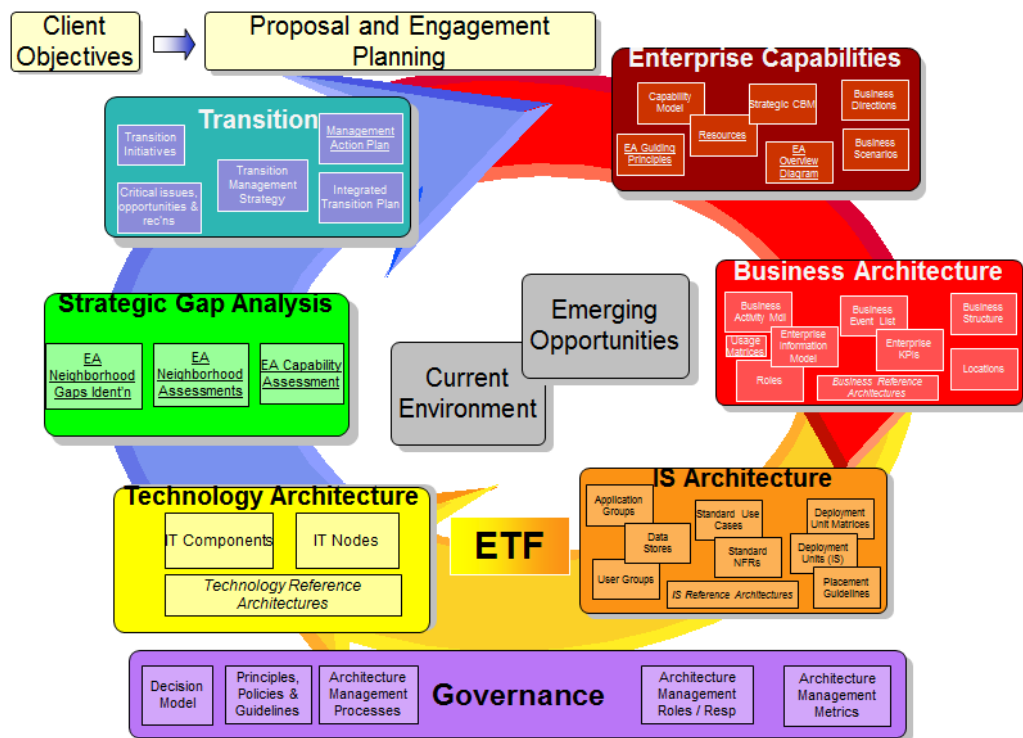 Client
Objectives
Proposal and Engagement
Planning
Enterprise Capabilities
Capability
Model
Strategic CBM
Business
Directions
Resources
EA Guiding
Principles
EA
Overview
Diagram
Business
Scenarios
Transition
Transition
Initiatives
Management
Action Plan
Transition
Management
Strategy
Critical issues,
opportunities &
rec'ns
Integrated
Transition Plan
Business Architecture
Business
Activity Mdl
Business
Event List
Business
Structure
Usage
Matrices
Enterprise
Information
Model
Enterprise
KPIs
Roles
Business Reference
Architectures
Locations
Emerging
Opportunities
Current
Environment
Strategic Gap Analysis
EA
Neighborhood
Gaps Ident'n
EA
Neighborhood
Assessments
EA Capability
Assessment
Technology Architecture
IT Components
IT Nodes
Technology Reference
Architectures
ETF
IS Architecture
Application
Groups
Standard Use
Cases
Deployment
Unit Matrices
Data
Stores
Standard
NFRs
Deployment
Units (IS)
User Groups
IS Reference Architectures
Placement
Guidelines
Governance
Decision
Model
Principles,
Policies &
Guidelines
Architecture
Management
Processes
Architecture
Management
Roles / Resp
Architecture
Management
Metrics